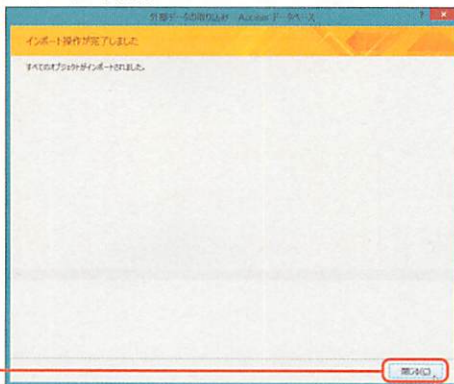 外部データの取り込み - Access データベース
インポート操作が完了しました
すべてのオブジェクトがインポートされました。
閉じる(C)